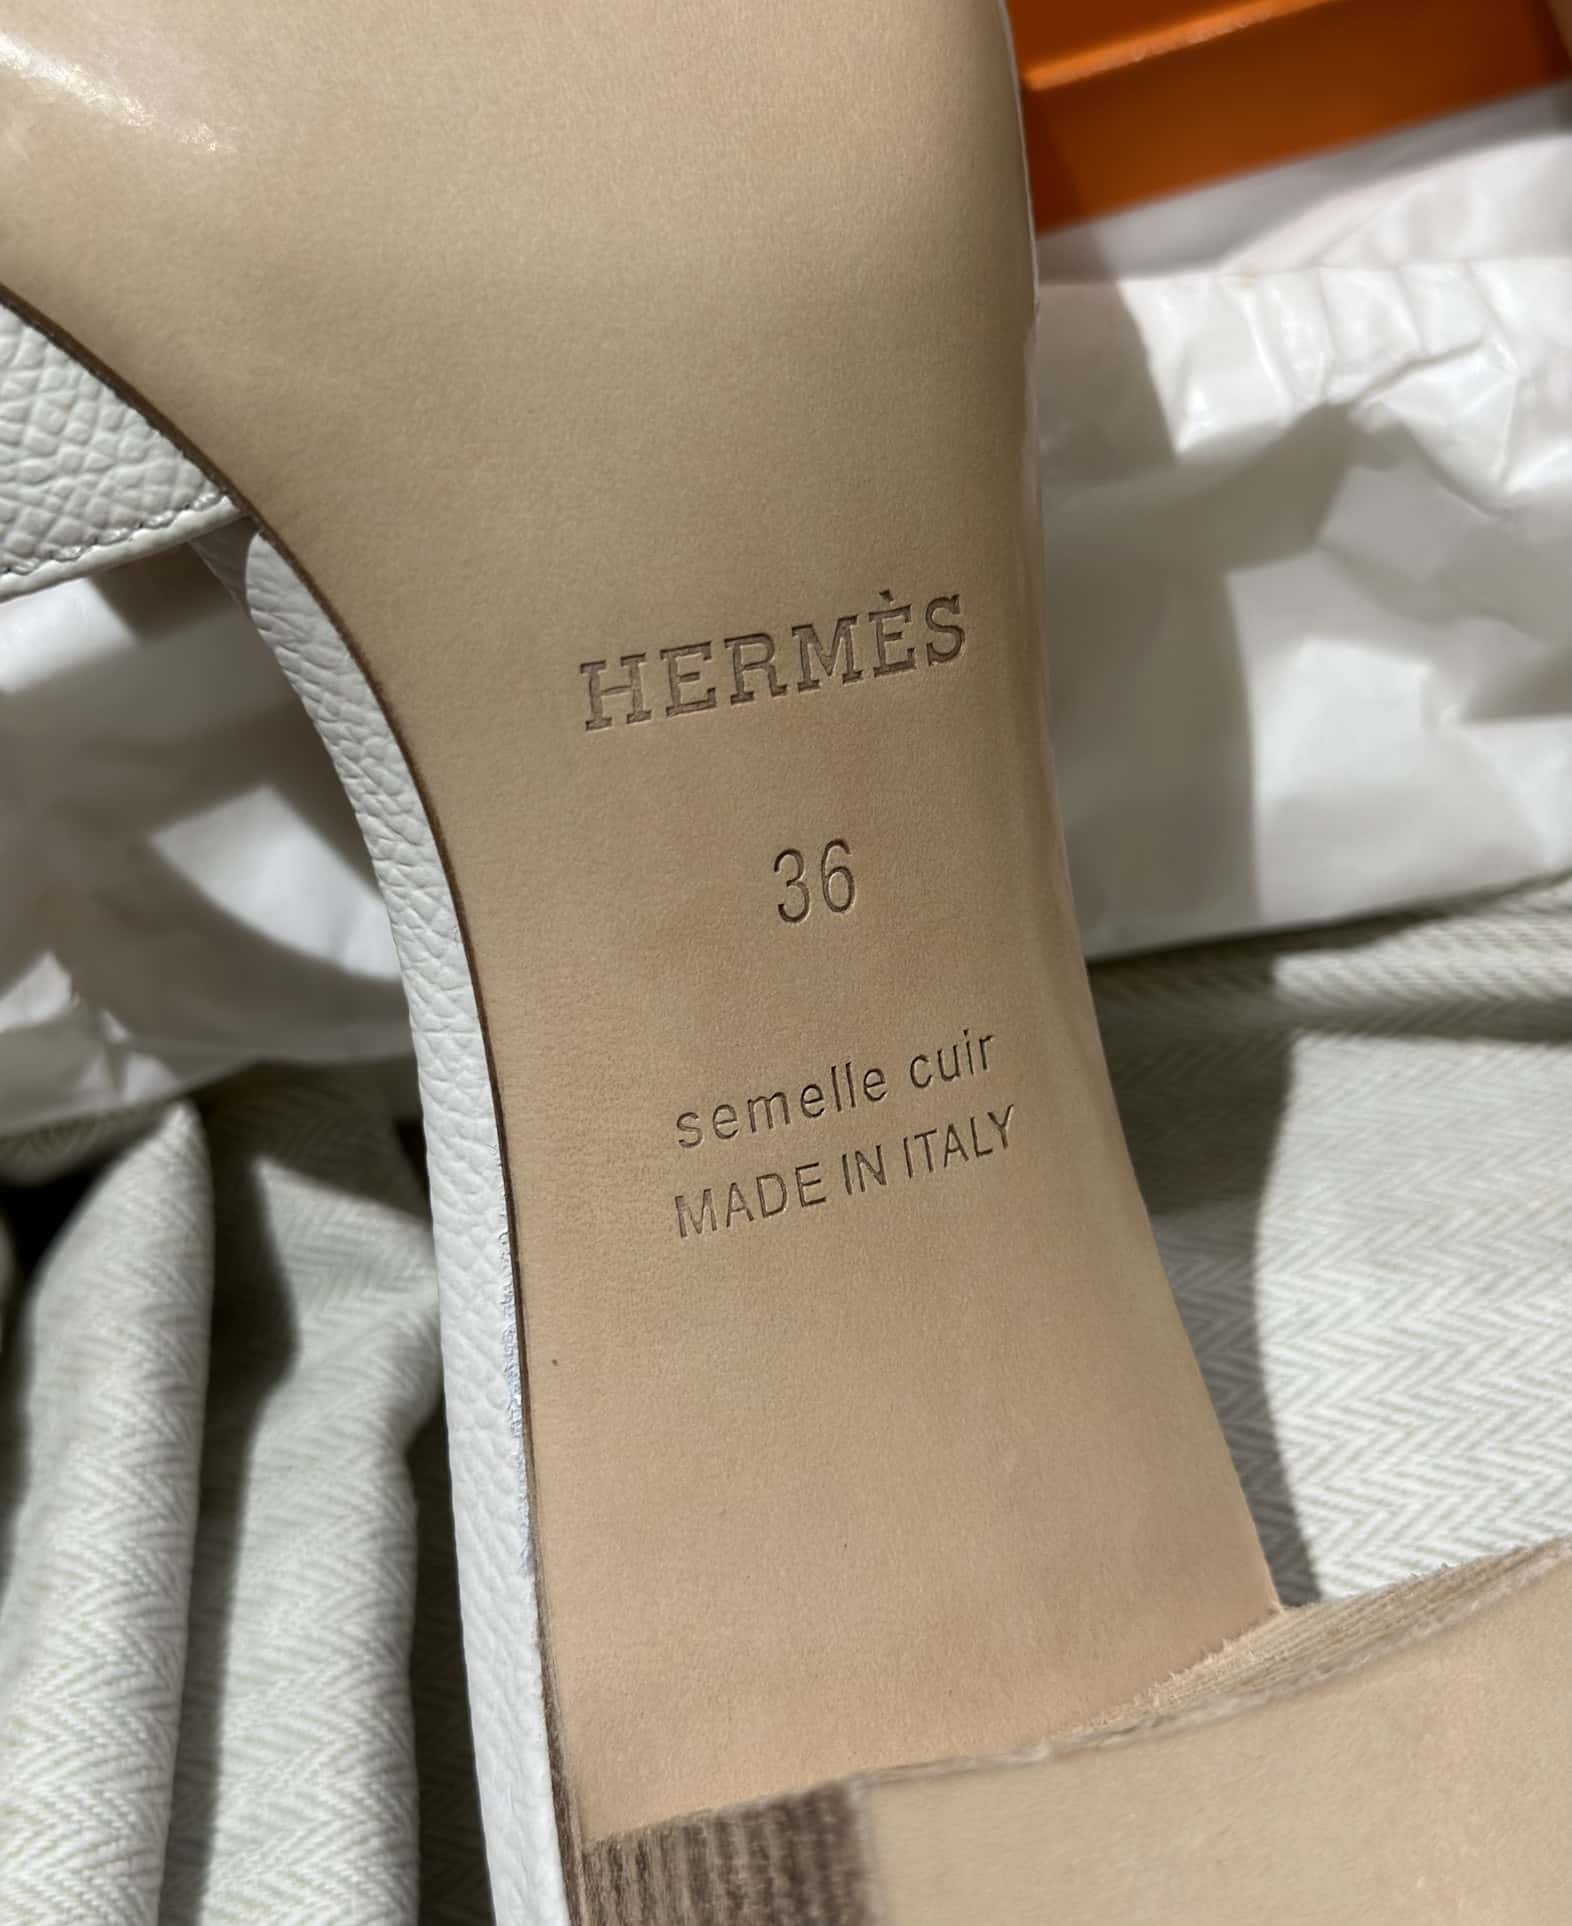 HERMÈS
36
semelle cuir
MADE IN ITALY